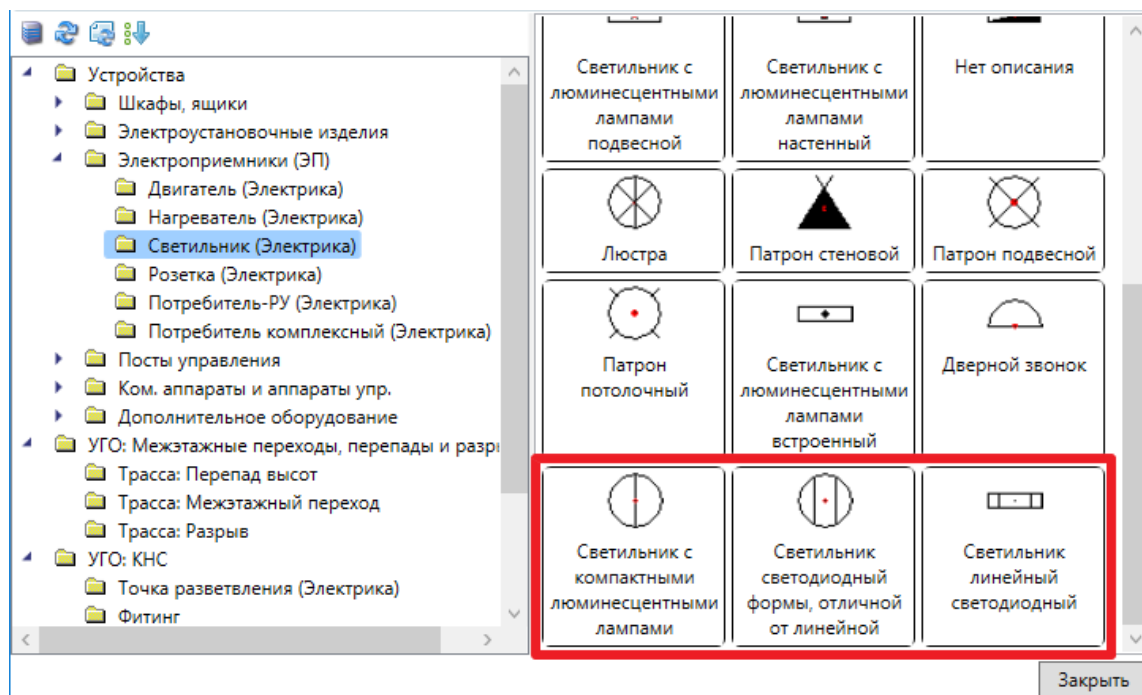 Устройства
Шкафы, ящики
Электроустановочные изделия
Электроприемники (ЭП)
Двигатель (Электрика)
Нагреватель (Электрика)
Светильник (Электрика)
Розетка (Электрика)
Потребитель-РУ (Электрика)
Потребитель комплексный (Электрика)
Посты управления
Ком. аппараты и аппараты упр.
Дополнительное оборудование
УГО: Межэтажные переходы, перепады и разры
Трасса: Перепад высот
Трасса: Межэтажный переход
Трасса: Разрыв
УГО: КНС
Точка разветвления (Электрика)
Фитинг
Светильник с
люминесцентными
лампами
подвесной
Светильник с
люминесцентными
лампами
настенный
Нет описания
Люстра
Патрон стеновой
Патрон подвесной
Патрон
потолочный
Светильник с
люминесцентными
лампами
встроенный
Дверной звонок
Светильник с
компактными
люминесцентными
лампами
Светильник
светодиодный
формы, отличной
от линейной
Светильник
линейный
светодиодный
Закрыть